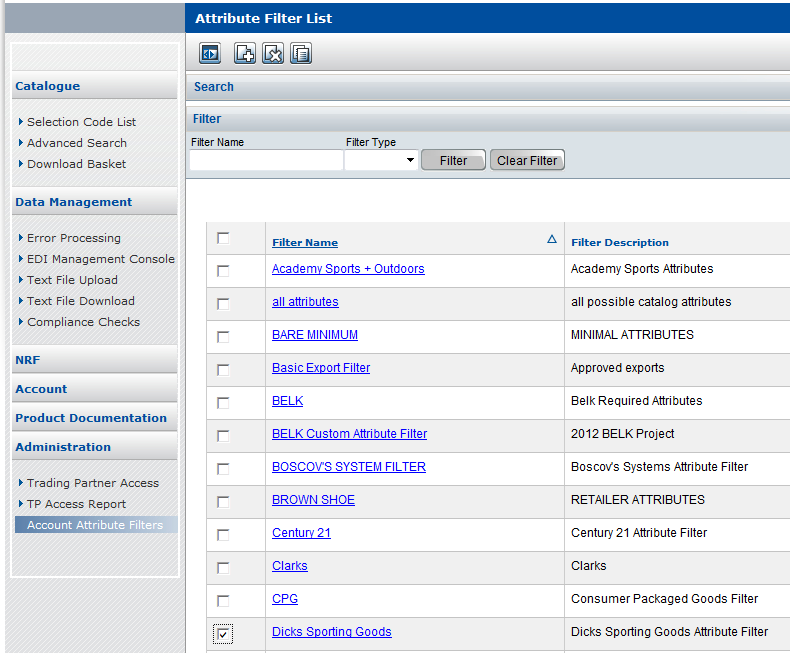 Attribute Filter List
Catalogue
Selection Code List
Advanced Search
Download Basket
Data Management
Error Processing
EDI Management Console
Text File Upload
Text File Download
Compliance Checks
NRF
Account
Product Documentation
Administration
Trading Partner Access
TP Access Report
Account Attribute Filters
Search
Filter
Filter Name Filter Type
Filter Clear Filter
Filter Name Filter Description
Academy Sports + Outdoors Academy Sports Attributes
all attributes all possible catalog attributes
BARE MINIMUM MINIMAL ATTRIBUTES
Basic Export Filter Approved exports
BELK Belk Required Attributes
BELK Custom Attribute Filter 2012 BELK Project
BOSCOV'S SYSTEM FILTER Boscov's Systems Attribute Filter
BROWN SHOE RETAILER ATTRIBUTES
Century 21 Century 21 Attribute Filter
Clarks Clarks
CPG Consumer Packaged Goods Filter
Dicks Sporting Goods Dicks Sporting Goods Attribute Filter